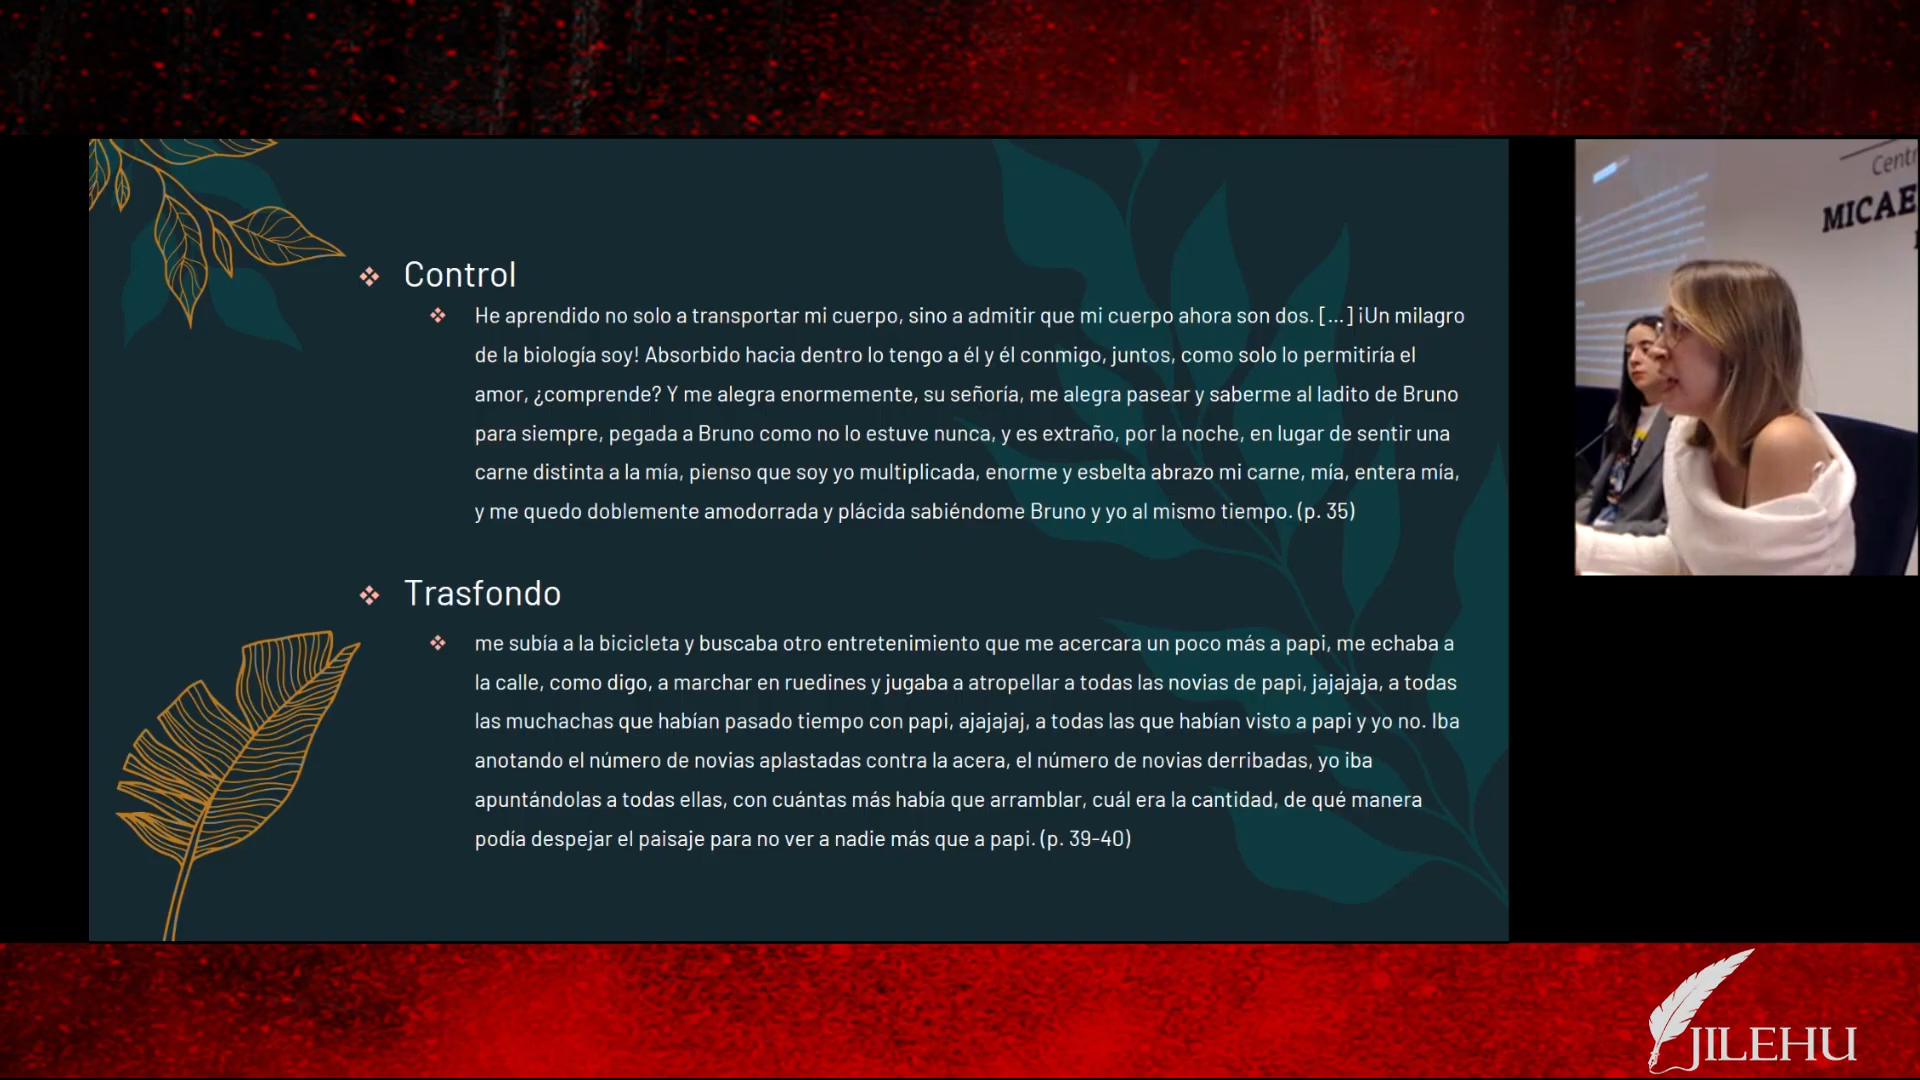 Control
He aprendido no solo a transportar mi cuerpo, sino a admitir que mi cuerpo ahora son dos. [...] ¡Un milagro
de la biología soy! Absorbido hacia dentro lo tengo a él y él conmigo, juntos, como solo lo permitiría el
amor, ¿comprende? Y me alegra enormemente, su señoría, me alegra pasear y saberme al ladito de Bruno
para siempre, pegada a Bruno como no lo estuve nunca, y es extraño, por la noche, en lugar de sentir una
carne distinta a la mía, pienso que soy yo multiplicada, enorme y esbelta abrazo mi carne, mía, entera mía,
y me quedo doblemente amodorrada y plácida sabiéndome Bruno y yo al mismo tiempo. (p. 35)
Trasfondo
me subía a la bicicleta y buscaba otro entretenimiento que me acercara un poco más a papi, me echaba a
la calle, como digo, a marchar en ruedines y jugaba a atropellar a todas las novias de papi, jajajaja, a todas
las muchachas que habían pasado tiempo con papi, ajajajaj, a todas las que habían visto a papi y yo no. Iba
anotando el número de novias aplastadas contra la acera, el número de novias derribadas, yo iba
apuntándolas a todas ellas, con cuántas más había que arramblar, cuál era la cantidad, de qué manera
podía despejar el paisaje para no ver a nadie más que a papi. (p. 39-40)
Centr
MICAE
JILEHU